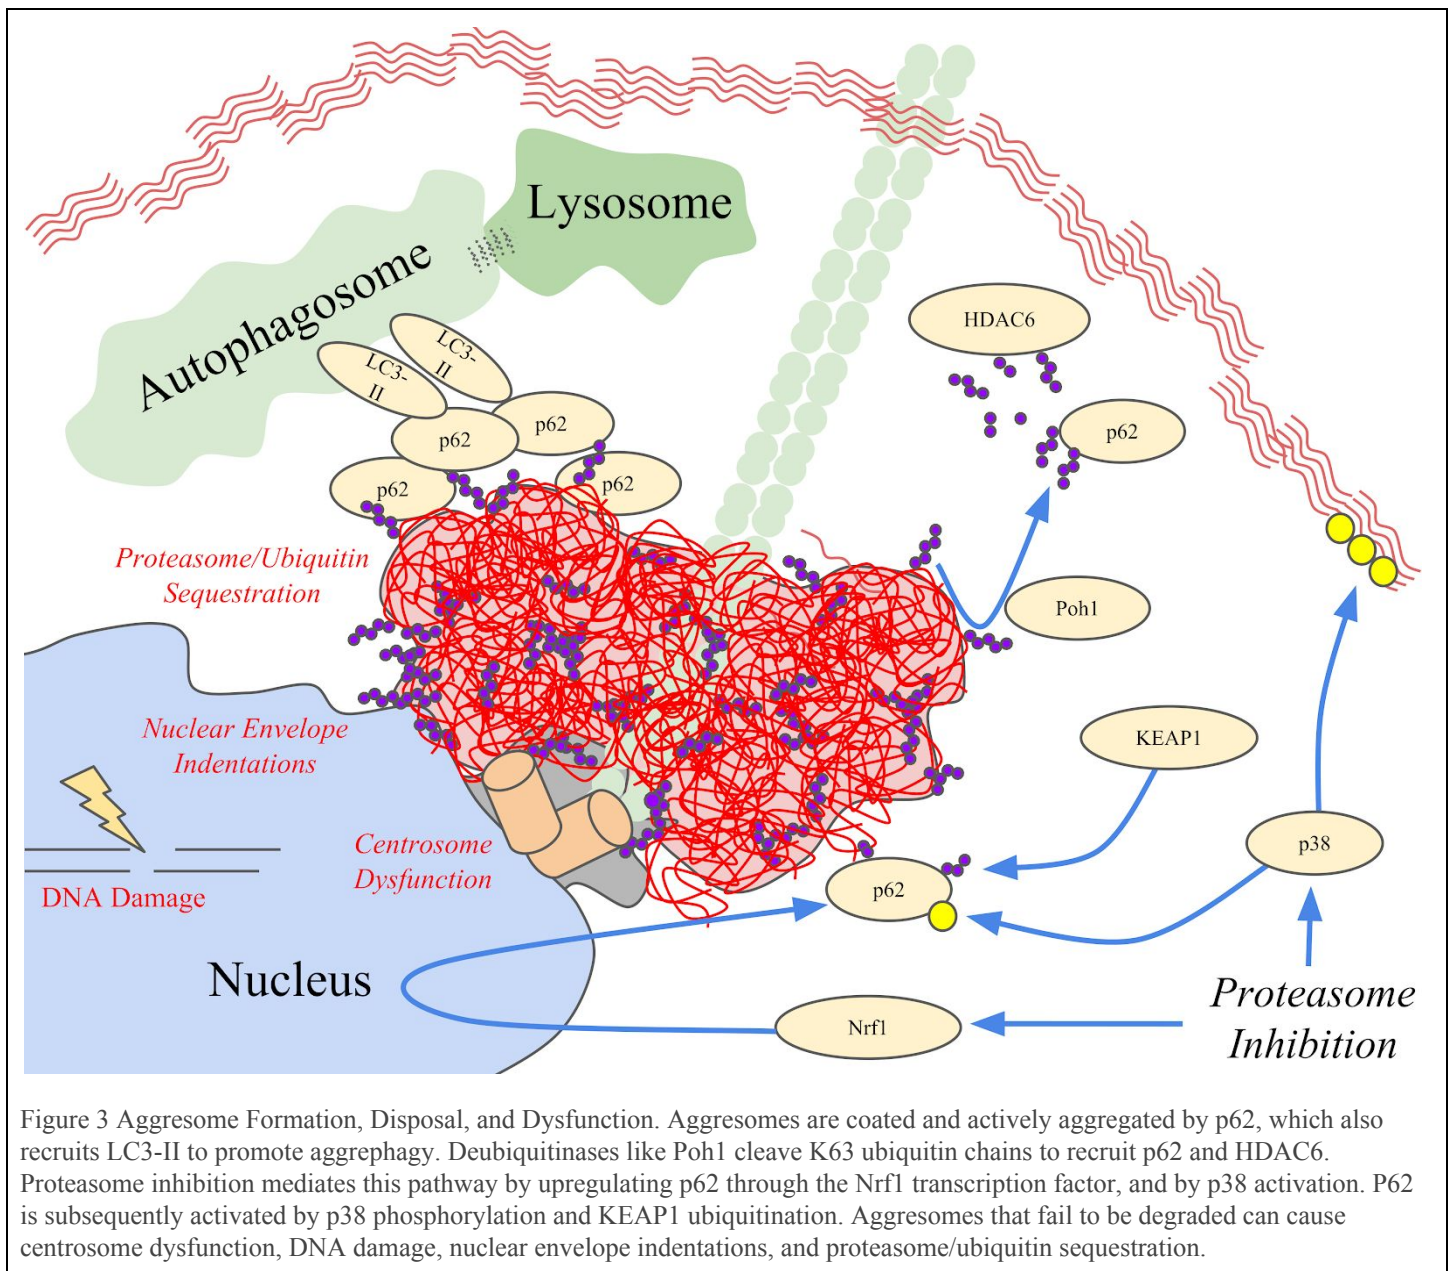 Lysosome
Autophagosome
HDAC6
LC3-
II
LC3-
II
p62
p62
p62
p62
p62
Proteasome/Ubiquitin
Sequestration
Poh1
Nuclear Envelope
Indentations
KEAP1
Centrosome
Dysfunction
p38
DNA Damage
p62
Nucleus
Proteasome
Inhibition
Nrf1
Figure 3 Aggresome Formation, Disposal, and Dysfunction. Aggresomes are coated and actively aggregated by p62, which also
recruits LC3-II to promote aggrephagy. Deubiquitinases like Poh1 cleave K63 ubiquitin chains to recruit p62 and HDAC6.
Proteasome inhibition mediates this pathway by upregulating p62 through the Nrf1 transcription factor, and by p38 activation. P62
is subsequently activated by p38 phosphorylation and KEAP1 ubiquitination. Aggresomes that fail to be degraded can cause
centrosome dysfunction, DNA damage, nuclear envelope indentations, and proteasome/ubiquitin sequestration.